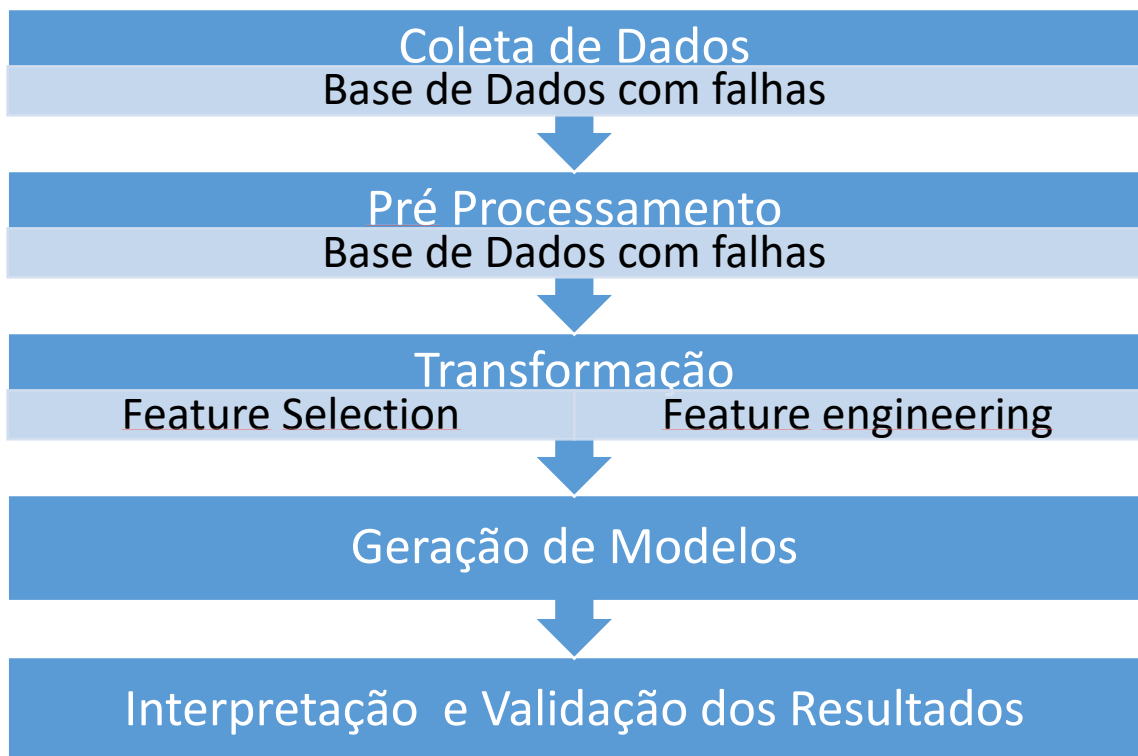 Coleta de Dados
Base de Dados com falhas
Pré Processamento
Base de Dados com falhas
Transformação
Feature Selection
Feature engineering
Geração de Modelos
Interpretação  e Validação dos Resultados